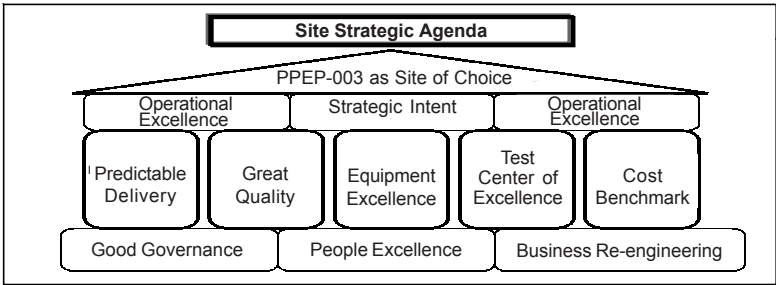 Site Strategic Agenda
PPEP-003 as Site of Choice
Operational
Excellence
Strategic Intent
Operational
Excellence
Predictable
Delivery
Great
Quality
Equipment
Excellence
Test
Center of
Excellence
Cost
Benchmark
Good Governance
People Excellence
Business Re-engineering